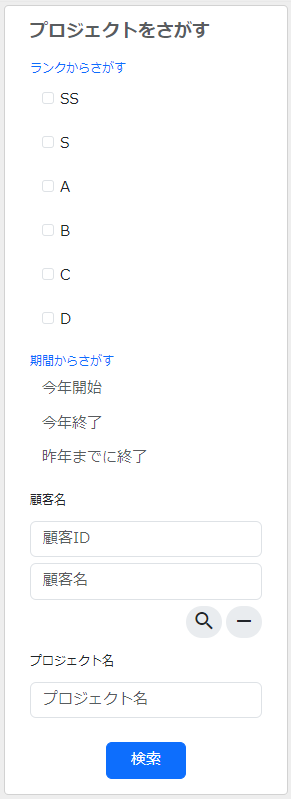 プロジェクトをさがす
ランクからさがす
SS
S
A
B
C
D
期間からさがす
今年開始
今年終了
昨年までに終了
顧客名
顧客ID
顧客名
プロジェクト名
プロジェクト名
検索